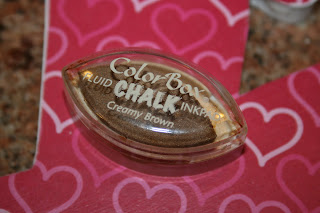 ColorBox
FLUID CHALK INKPAD
Creamy Brown